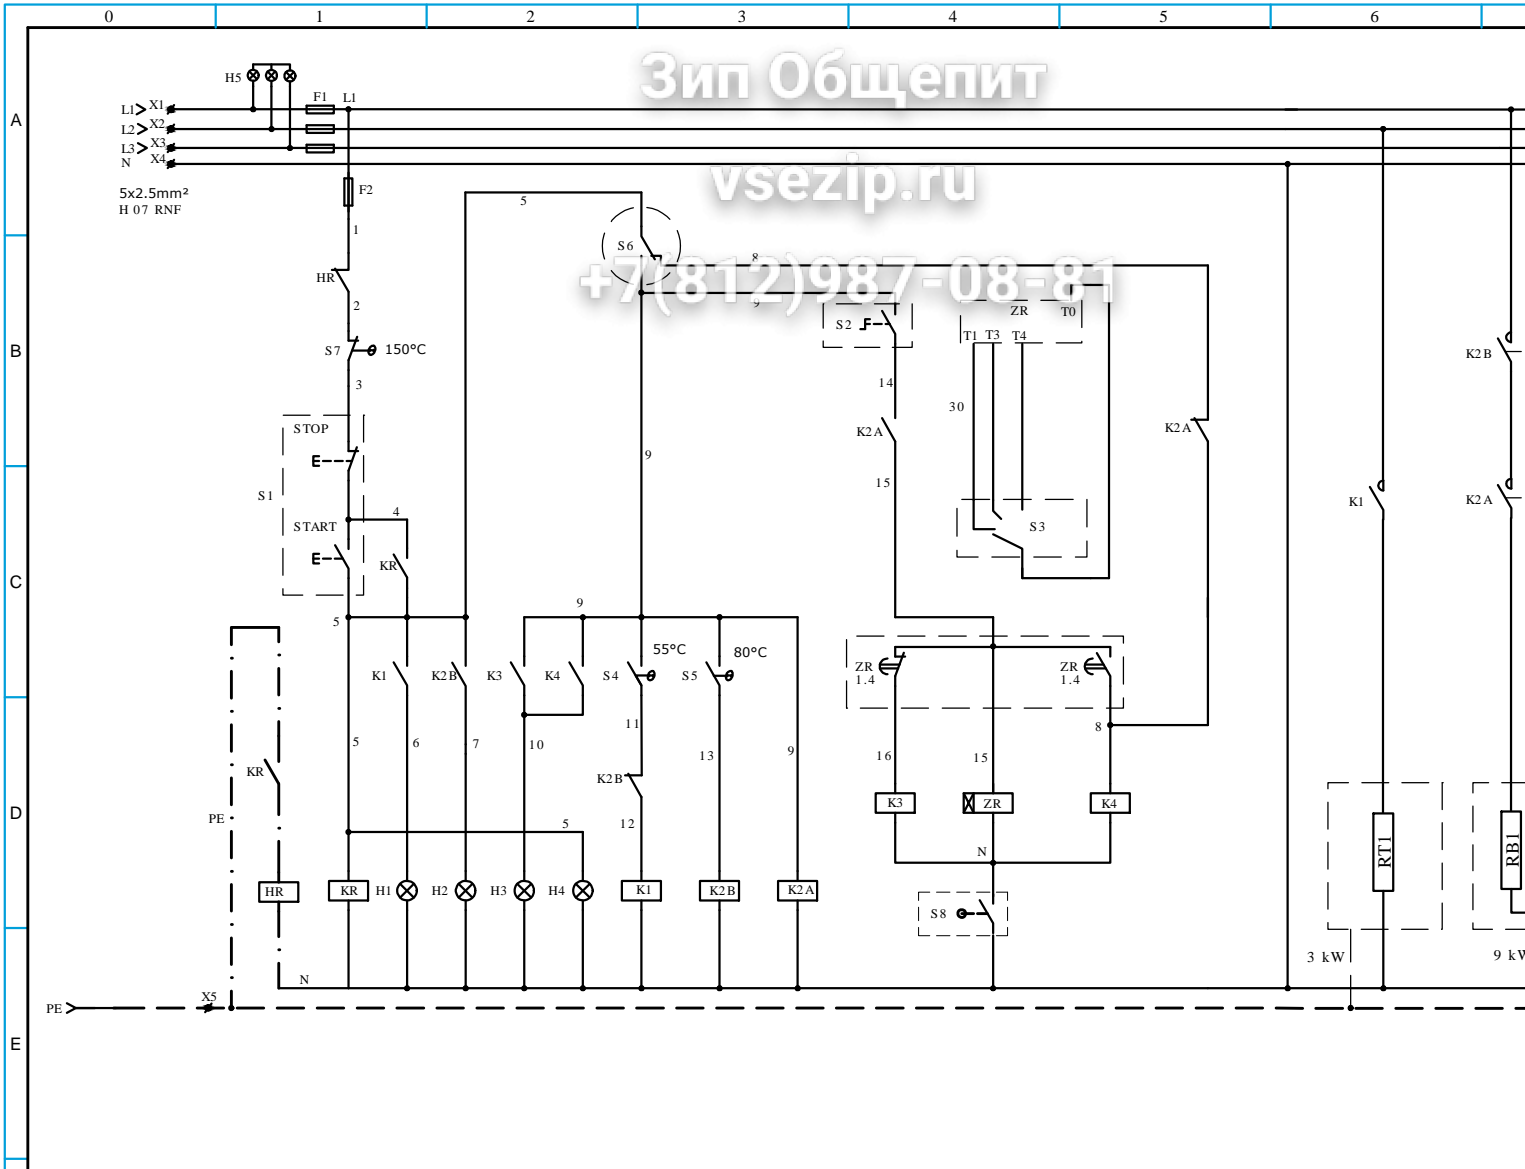 0 1 2 3 4 5 6
Зип Общепит
H5
F1 L1
L1 X1
A
L2 X2
L3 X3
N X4
vsezip.ru
5x2.5mm²
H 07 RNF
F2
5
1
S6
8
+7(812)987-08-81
HR
2
9
S2
ZR
T0
T1 T3 T4
B
S7
150°C
K2B
3
14
30
STOP
K2A
K2A
9
15
S1
4
K1
K2A
START
S3
KR
C
9
5
55°C
80°C
K1
K2B
K3
K4
S4
S5
ZR
1.4
ZR
1.4
11
8
5
6
7
10
13
9
16
15
KR
K2B
D
PE
K3
ZR
K4
5
12
N
RT1
RB1
HR
KR
H1
H2
H3
H4
K1
K2B
K2A
S8
3 kW
9 kW
N
X5
PE
E